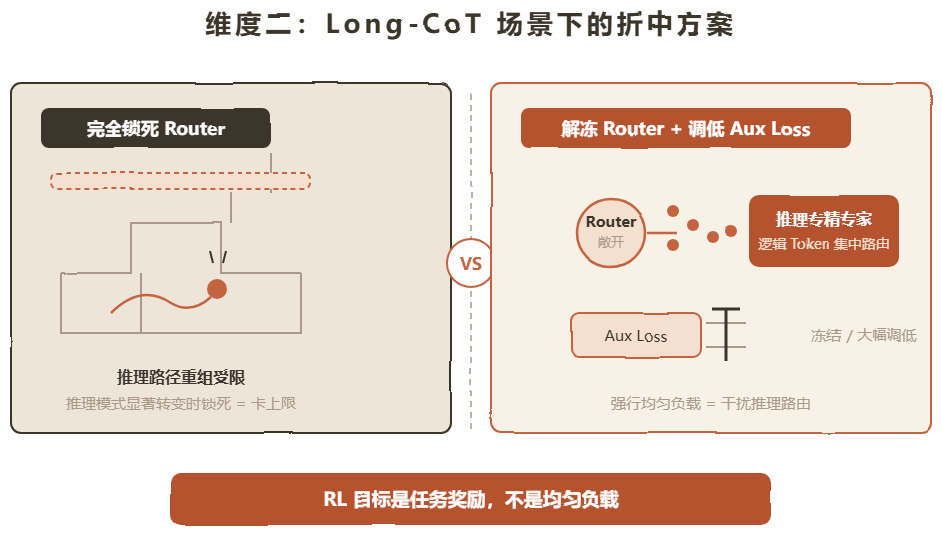 维度二：Long-CoT 场景下的折中方案
完全锁死 Router
推理路径重组受限
推理模式显著转变时锁死 = 卡上限
VS
解冻 Router + 调低 Aux Loss
Router
敞开
推理专精专家
逻辑 Token 集中路由
Aux Loss
冻结 / 大幅调低
强行均匀负载 = 干扰推理路由
RL 目标是任务奖励，不是均匀负载